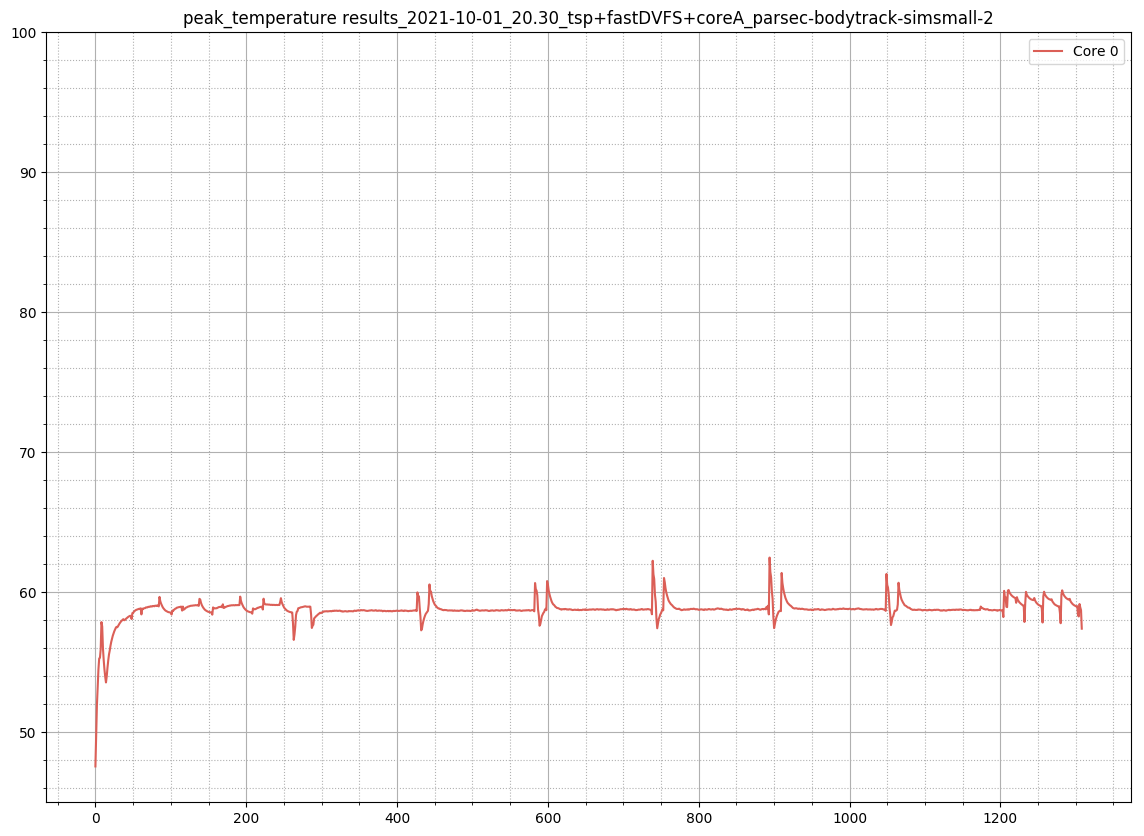 peak_temperature results_2021-10-01_20.30_tsp+fastDVFS+coreA_parsec-bodytrack-simsmall-2
Core 0
100
90
80
70
60
50
0 200 400 600 800 1000 1200